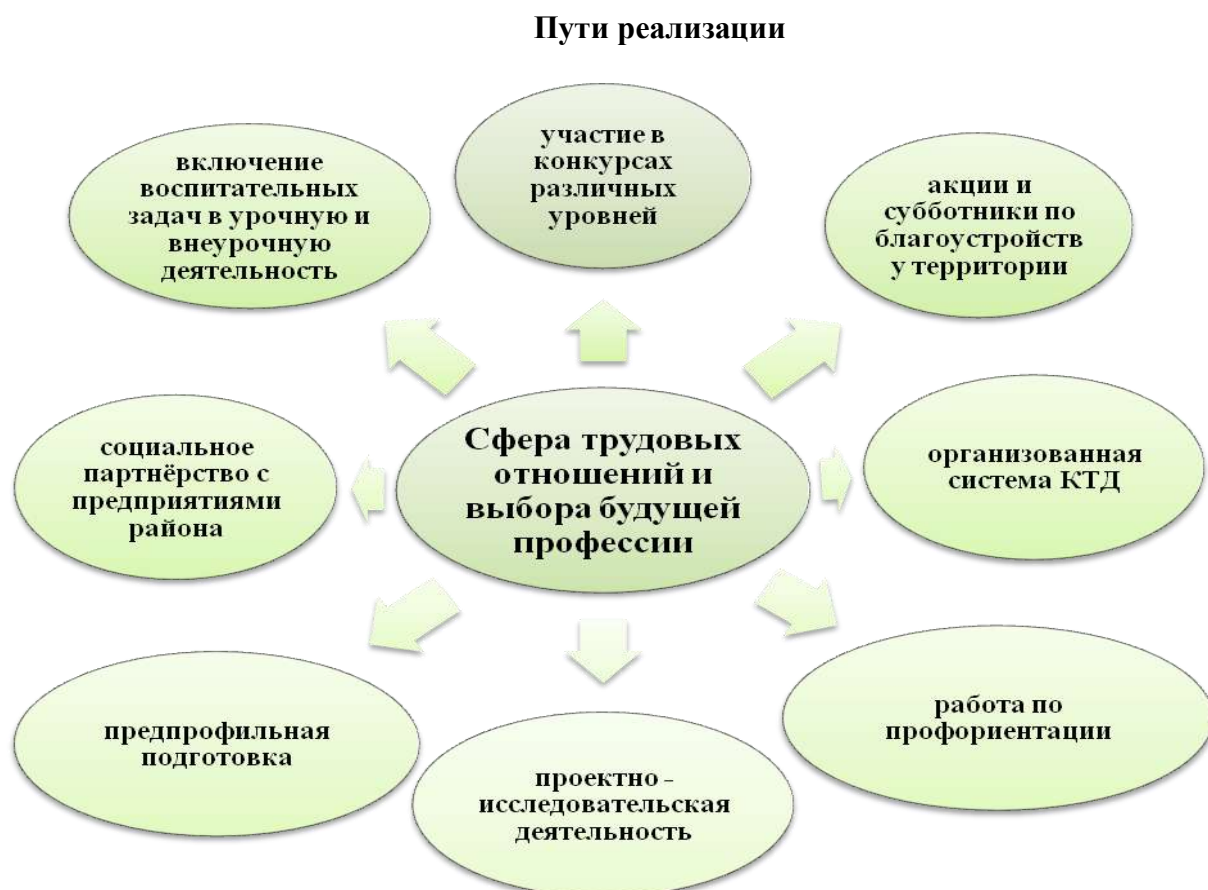 Пути реализации
участие в
конкурсах
различных
уровней
включение
воспитательных
задач в урочную и
внеурочную
деятельность
акции и
субботники по
благоустройств
у территории
социальное
партнёрство с
предприятиями
района
Сфера трудовых
отношений и
выбора будущей
профессии
организованная
система КТД
предпрофильная
подготовка
проектно –
исследовательская
деятельность
работа по
профориентации